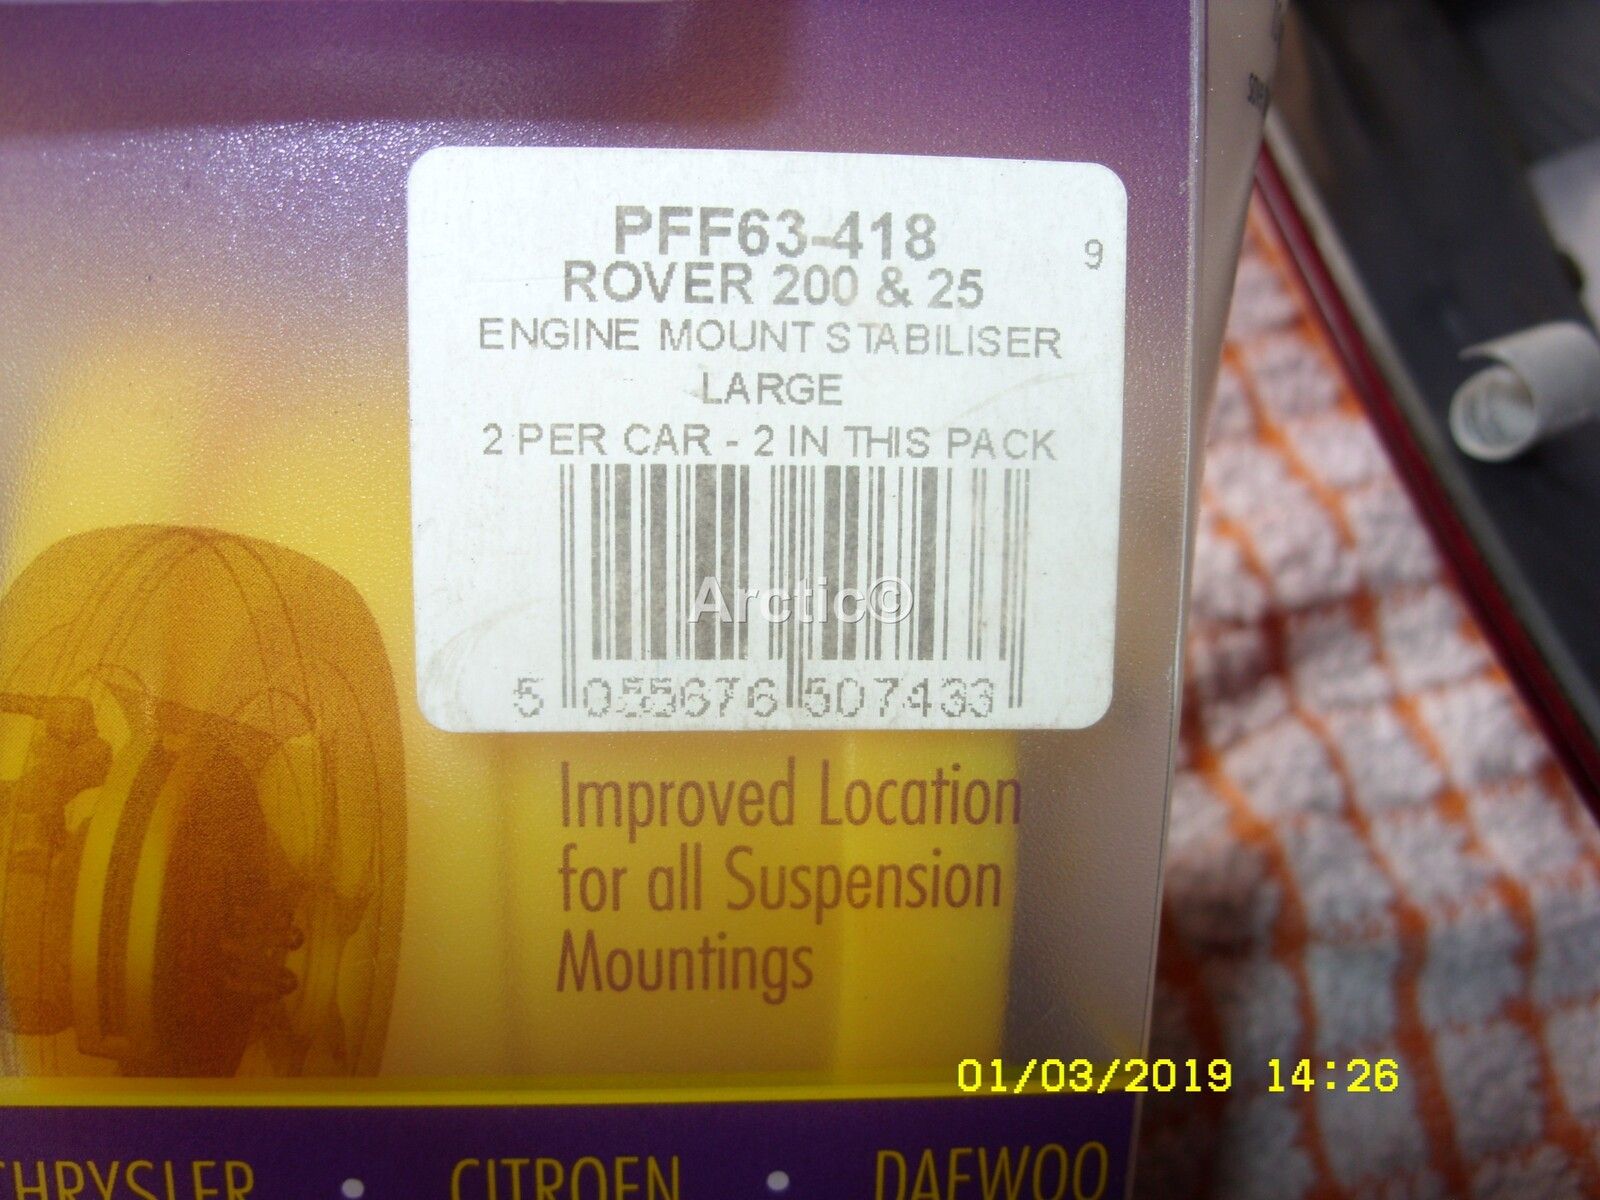 PFF63-418
9
ROVER 200 & 25
ENGINE MOUNT STABILISER
LARGE
2 PER CAR - 2 IN THIS PACK
Arctic©
5 055676 507433
Improved Location
for all Suspension
Mountings
01/03/2019 14:26
CHRYSLER • CITROEN • DAEWOO